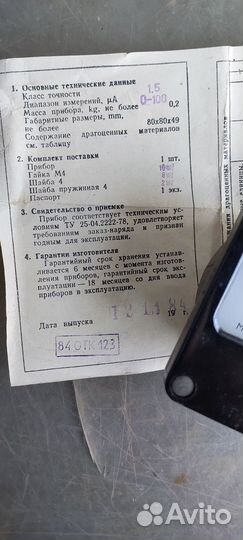 1. Основные технические данные
Класс точности 1.5
Диапазон измерений, µА 0-100
Масса прибора, kg, не более 0,2
Габаритные размеры, mm,
не более 80х80х49
Содержание драгоценных материалов
см. таблицу
2. Комплект поставки
Прибор 1 шт.
Гайка М4
Шайба 4
Шайба пружинная 4
Паспорт 1 экз.
3. Свидетельство о приемке
Прибор соответствует техническим ус-
ловиям ТУ 25-04.2222-78, удовлетворяет
требованиям заказ-наряда и признан
годным для эксплуатации.
4. Гарантии изготовителя
Гарантийный срок хранения устанав-
ливается 6 месяцев с момента изготов-
ления приборов, гарантийный срок экс-
плуатации — 18 месяцев со дня ввода
приборов в эксплуатацию.
Дата выпуска 19 г.
84 ОТК 123
Avito